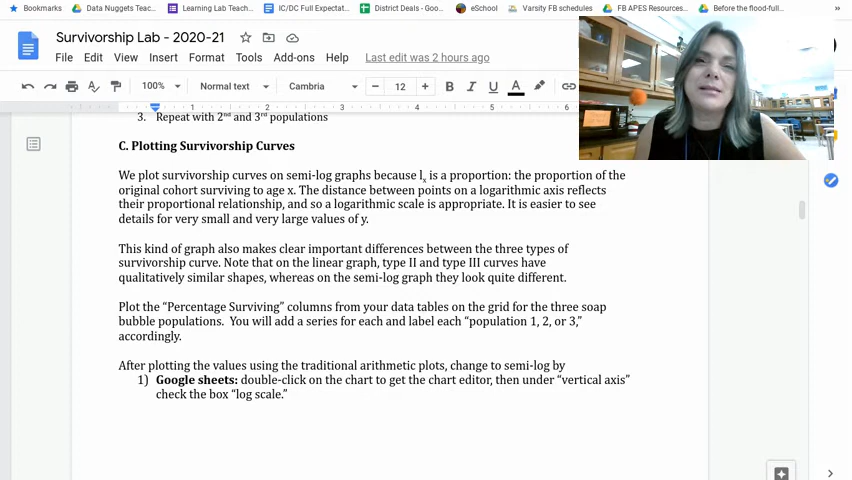 Bookmarks Data Nuggets Teac... Learning Lab Teach... IC/DC Full Expectat... District Deals - Goo... eSchool Varsity FB schedules FB APES Resources... Before the flood-full... »
Survivorship Lab - 2020-21
File Edit View Insert Format Tools Add-ons Help Last edit was 2 hours ago
100% Normal text Cambria − 12 + B I U A
1 1 2 3 4 5 6
3. Repeat with 2nd and 3rd populations
C. Plotting Survivorship Curves
We plot survivorship curves on semi-log graphs because lx is a proportion: the proportion of the
original cohort surviving to age x. The distance between points on a logarithmic axis reflects
their proportional relationship, and so a logarithmic scale is appropriate. It is easier to see
details for very small and very large values of y.
This kind of graph also makes clear important differences between the three types of
survivorship curve. Note that on the linear graph, type II and type III curves have
qualitatively similar shapes, whereas on the semi-log graph they look quite different.
Plot the “Percentage Surviving” columns from your data tables on the grid for the three soap
bubble populations. You will add a series for each and label each “population 1, 2, or 3,”
accordingly.
After plotting the values using the traditional arithmetic plots, change to semi-log by
1) Google sheets: double-click on the chart to get the chart editor, then under “vertical axis”
check the box “log scale.”